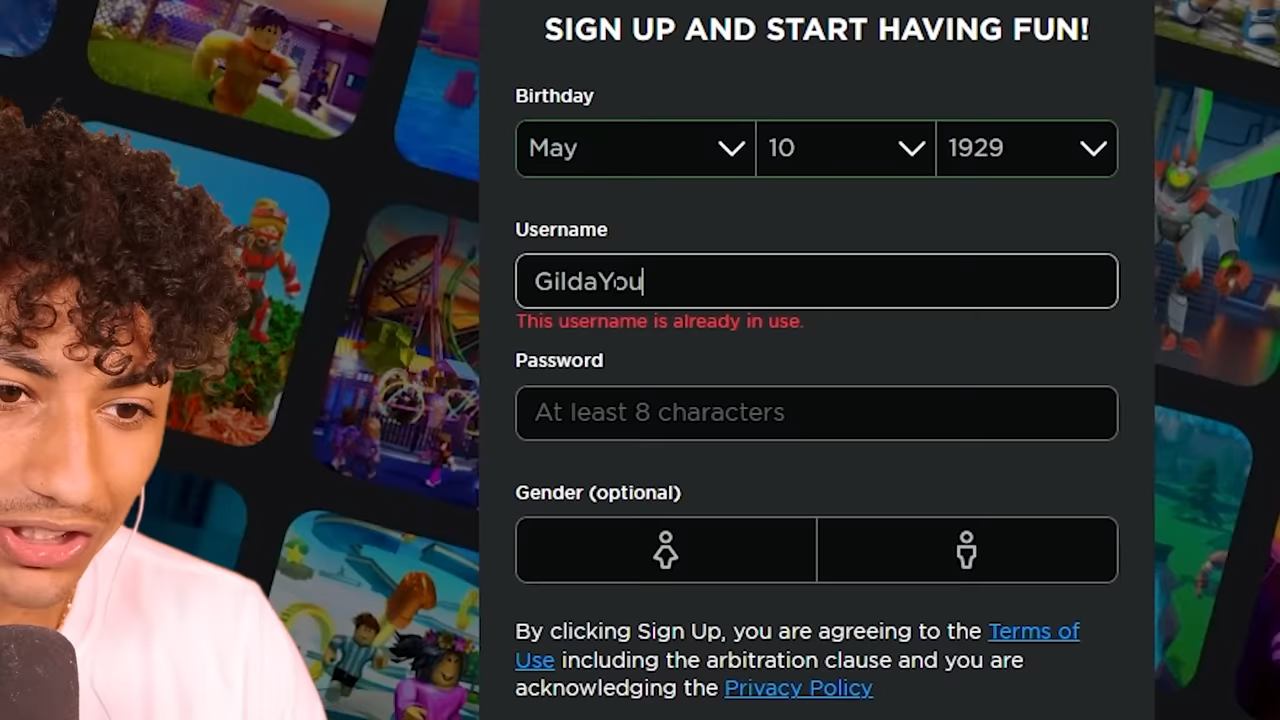 SIGN UP AND START HAVING FUN!
Birthday
May 10 1929
Username
GildaYou
This username is already in use.
Password
At least 8 characters
Gender (optional)
By clicking Sign Up, you are agreeing to the Terms of
Use including the arbitration clause and you are
acknowledging the Privacy Policy